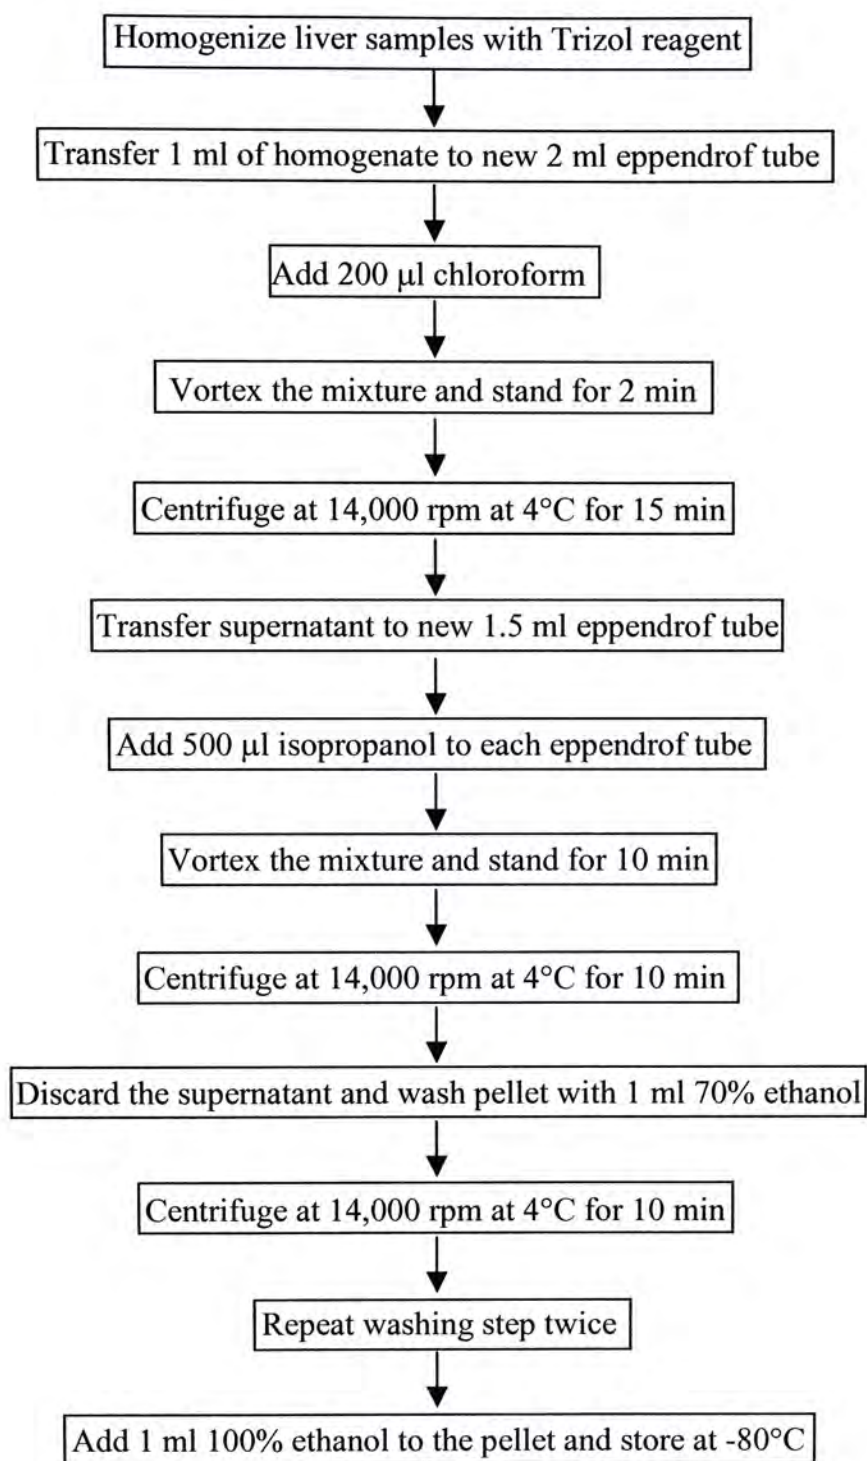 Homogenize liver samples with Trizol reagent
Transfer 1 ml of homogenate to new 2 ml eppendrof tube
Add 200 µl chloroform
Vortex the mixture and stand for 2 min
Centrifuge at 14,000 rpm at 4°C for 15 min
Transfer supernatant to new 1.5 ml eppendrof tube
Add 500 µl isopropanol to each eppendrof tube
Vortex the mixture and stand for 10 min
Centrifuge at 14,000 rpm at 4°C for 10 min
Discard the supernatant and wash pellet with 1 ml 70% ethanol
Centrifuge at 14,000 rpm at 4°C for 10 min
Repeat washing step twice
Add 1 ml 100% ethanol to the pellet and store at -80°C